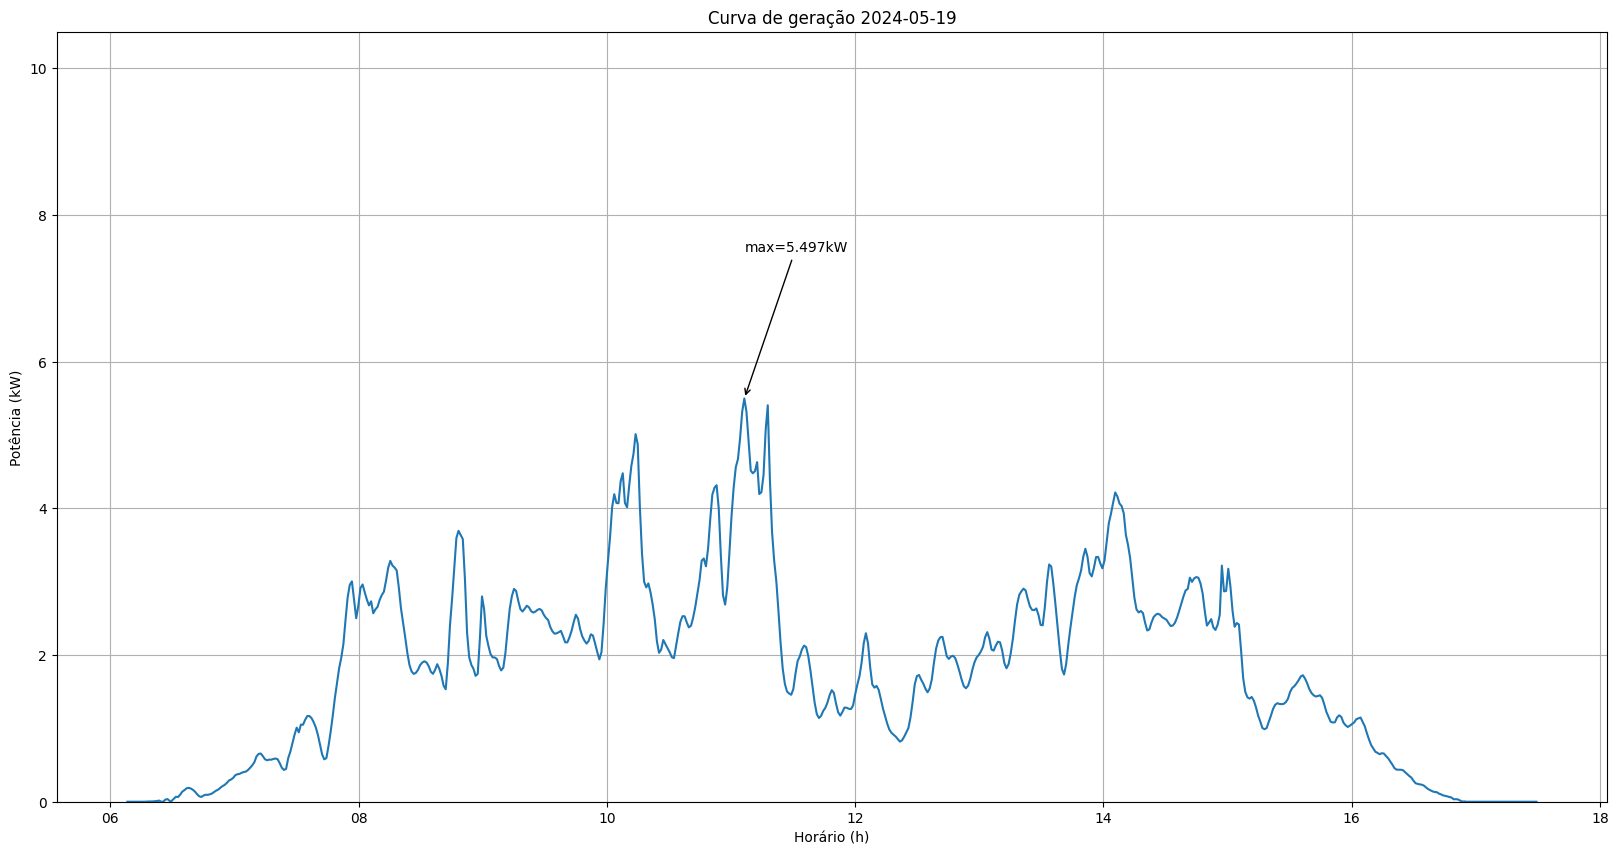 Curva de geração 2024-05-19
10
8
max=5.497kW
6
Potência (kW)
4
2
0
06 08 10 12 14 16 18
Horário (h)